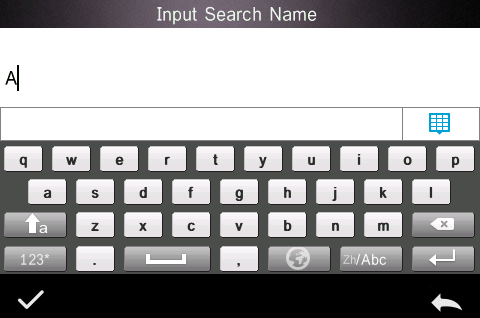 Input Search Name
A
q w e r t y u i o p
a s d f g h j k l
a z x c v b n m
123* . , Zh/Abc